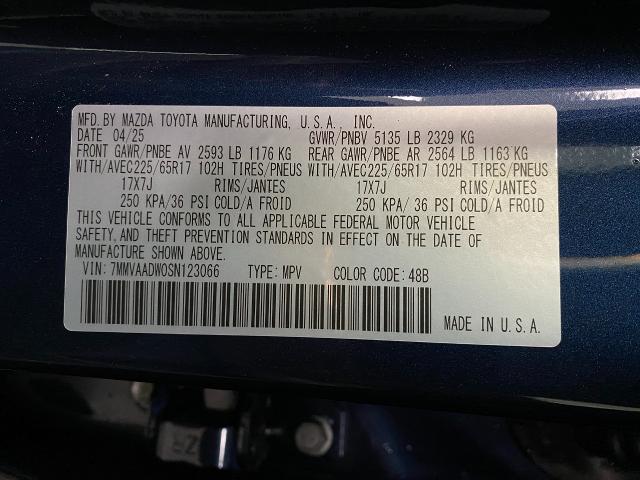 MFD. BY MAZDA TOYOTA MANUFACTURING, U.S.A., INC.
DATE 04/25 GVWR/PNBV 5135 LB 2329 KG
FRONT GAWR/PNBE AV 2593 LB 1176 KG REAR GAWR/PNBE AR 2564 LB 1163 KG
WITH/AVEC225/65R17 102H TIRES/PNEUS WITH/AVEC225/65R17 102H TIRES/PNEUS
17X7J RIMS/JANTES 17X7J RIMS/JANTES
250 KPA/ 36 PSI COLD/A FROID 250 KPA/ 36 PSI COLD/A FROID
THIS VEHICLE CONFORMS TO ALL APPLICABLE FEDERAL MOTOR VEHICLE
SAFETY, AND THEFT PREVENTION STANDARDS IN EFFECT ON THE DATE OF
MANUFACTURE SHOWN ABOVE.
VIN: 7MMVAADW0SN123066 TYPE: MPV COLOR CODE: 48B
MADE IN U.S.A.